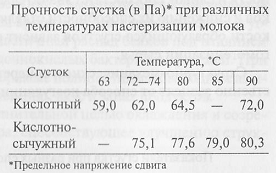 Прочность сгустка (в Па)* при различных
температурах пастеризации молока
Сгусток Температура, °С
63 72—74 80 85 90
Кислотный 59,0 62,0 64,5 — 72,0
Кислотно-
сычужный — 75,1 77,6 79,0 80,3
*Предельное напряжение сдвига